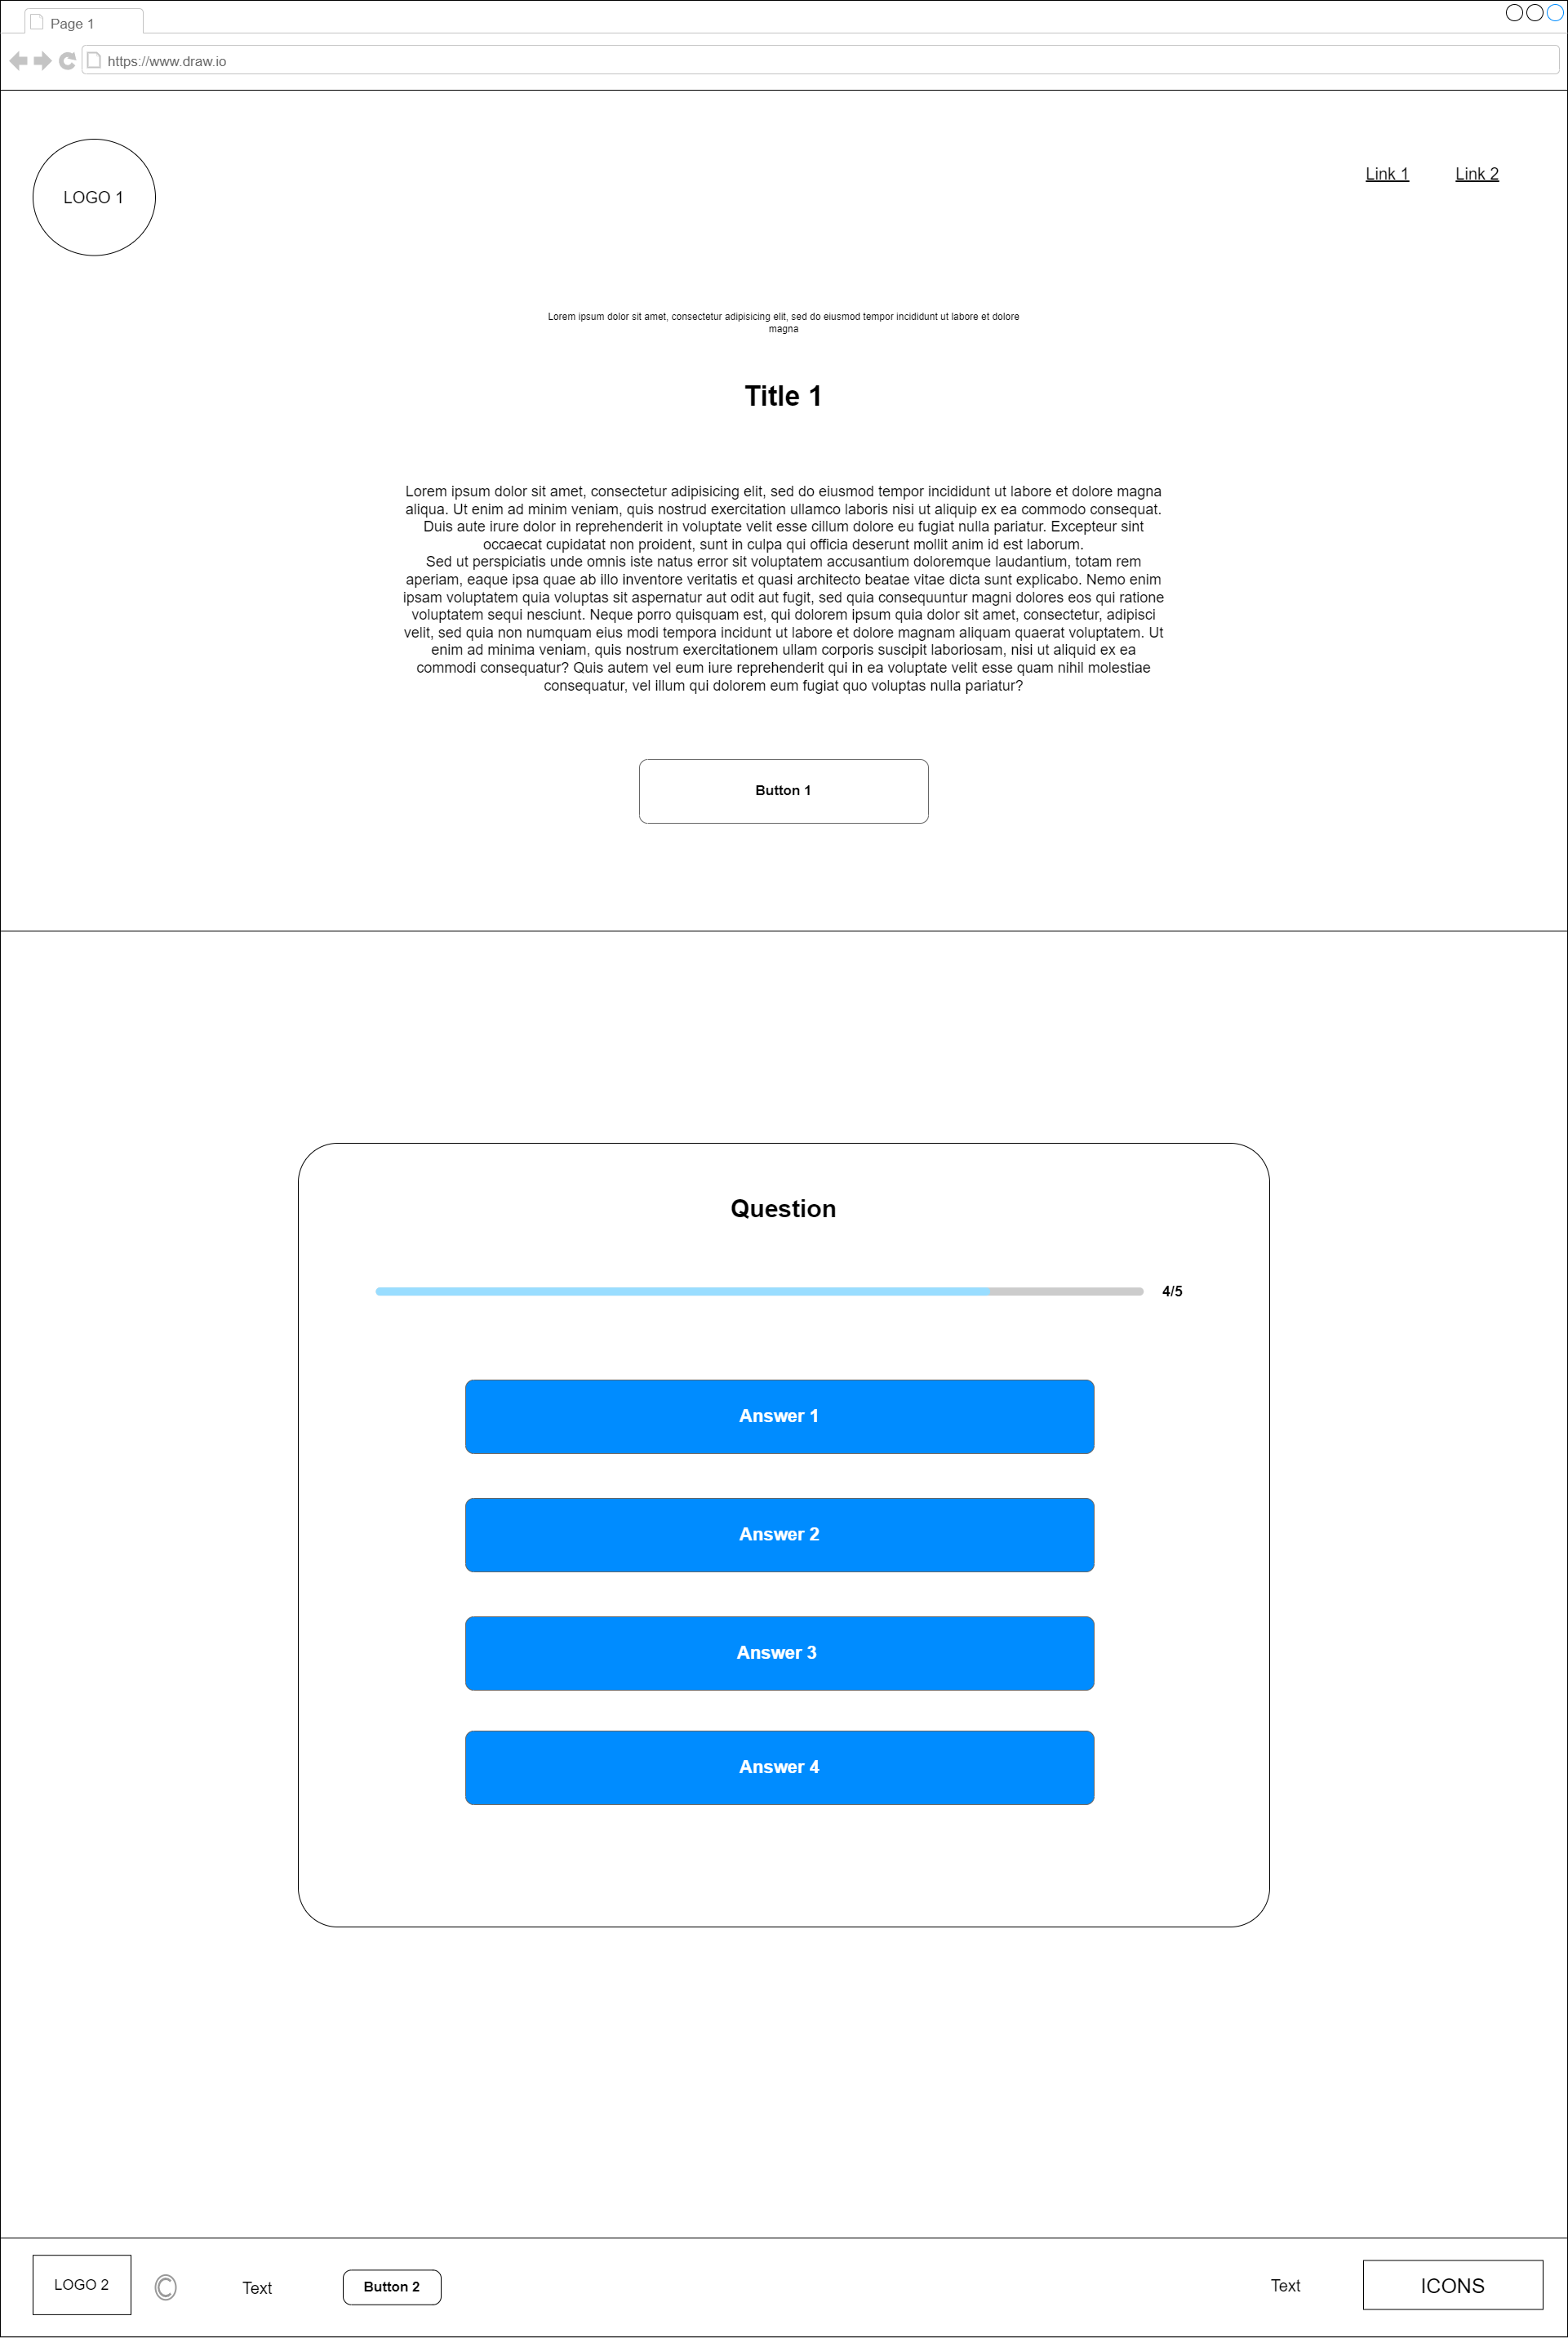 Page 1
https://www.draw.io
LOGO 1
Link 1
Link 2
Lorem ipsum dolor sit amet, consectetur adipisicing elit, sed do eiusmod tempor incididunt ut labore et dolore
magna
Title 1
Lorem ipsum dolor sit amet, consectetur adipisicing elit, sed do eiusmod tempor incididunt ut labore et dolore magna
aliqua. Ut enim ad minim veniam, quis nostrud exercitation ullamco laboris nisi ut aliquip ex ea commodo consequat.
Duis aute irure dolor in reprehenderit in voluptate velit esse cillum dolore eu fugiat nulla pariatur. Excepteur sint
occaecat cupidatat non proident, sunt in culpa qui officia deserunt mollit anim id est laborum.
Sed ut perspiciatis unde omnis iste natus error sit voluptatem accusantium doloremque laudantium, totam rem
aperiam, eaque ipsa quae ab illo inventore veritatis et quasi architecto beatae vitae dicta sunt explicabo. Nemo enim
ipsam voluptatem quia voluptas sit aspernatur aut odit aut fugit, sed quia consequuntur magni dolores eos qui ratione
voluptatem sequi nesciunt. Neque porro quisquam est, qui dolorem ipsum quia dolor sit amet, consectetur, adipisci
velit, sed quia non numquam eius modi tempora incidunt ut labore et dolore magnam aliquam quaerat voluptatem. Ut
enim ad minima veniam, quis nostrum exercitationem ullam corporis suscipit laboriosam, nisi ut aliquid ex ea
commodi consequatur? Quis autem vel eum iure reprehenderit qui in ea voluptate velit esse quam nihil molestiae
consequatur, vel illum qui dolorem eum fugiat quo voluptas nulla pariatur?
Button 1
Question
4/5
Answer 1
Answer 2
Answer 3
Answer 4
LOGO 2
©
Text
Button 2
Text
ICONS